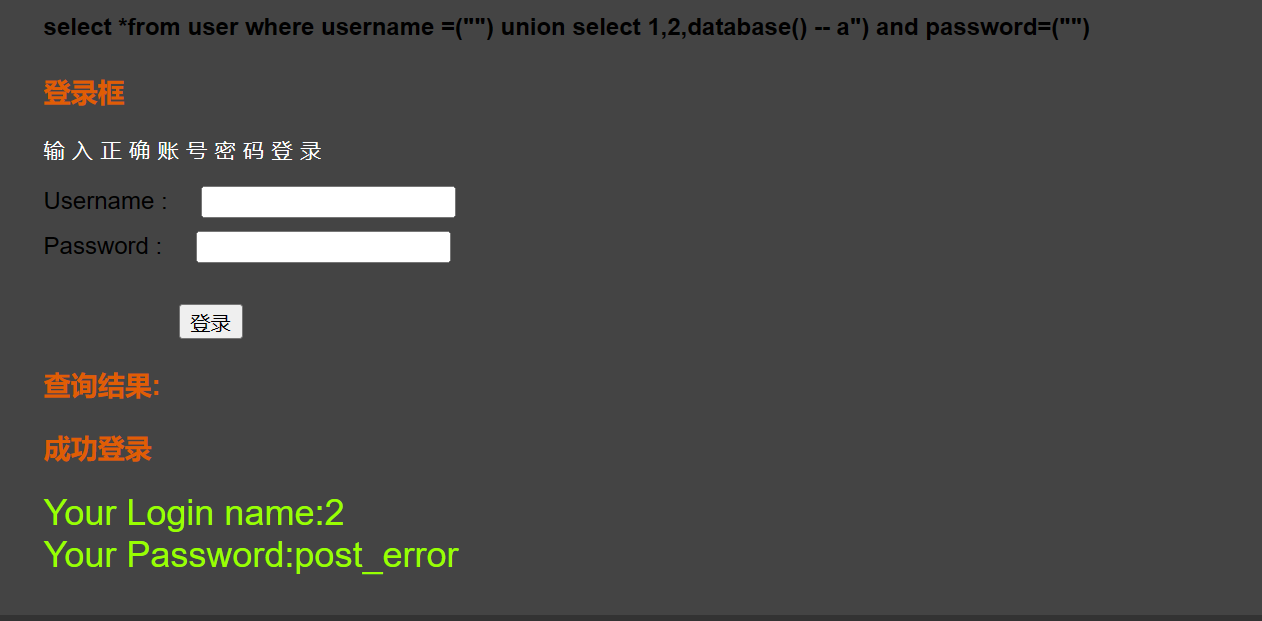 select *from user where username =("") union select 1,2,database() -- a") and password=("")
登录框
输入正确账号密码登录
Username :
Password :
登录
查询结果:
成功登录
Your Login name:2
Your Password:post_error